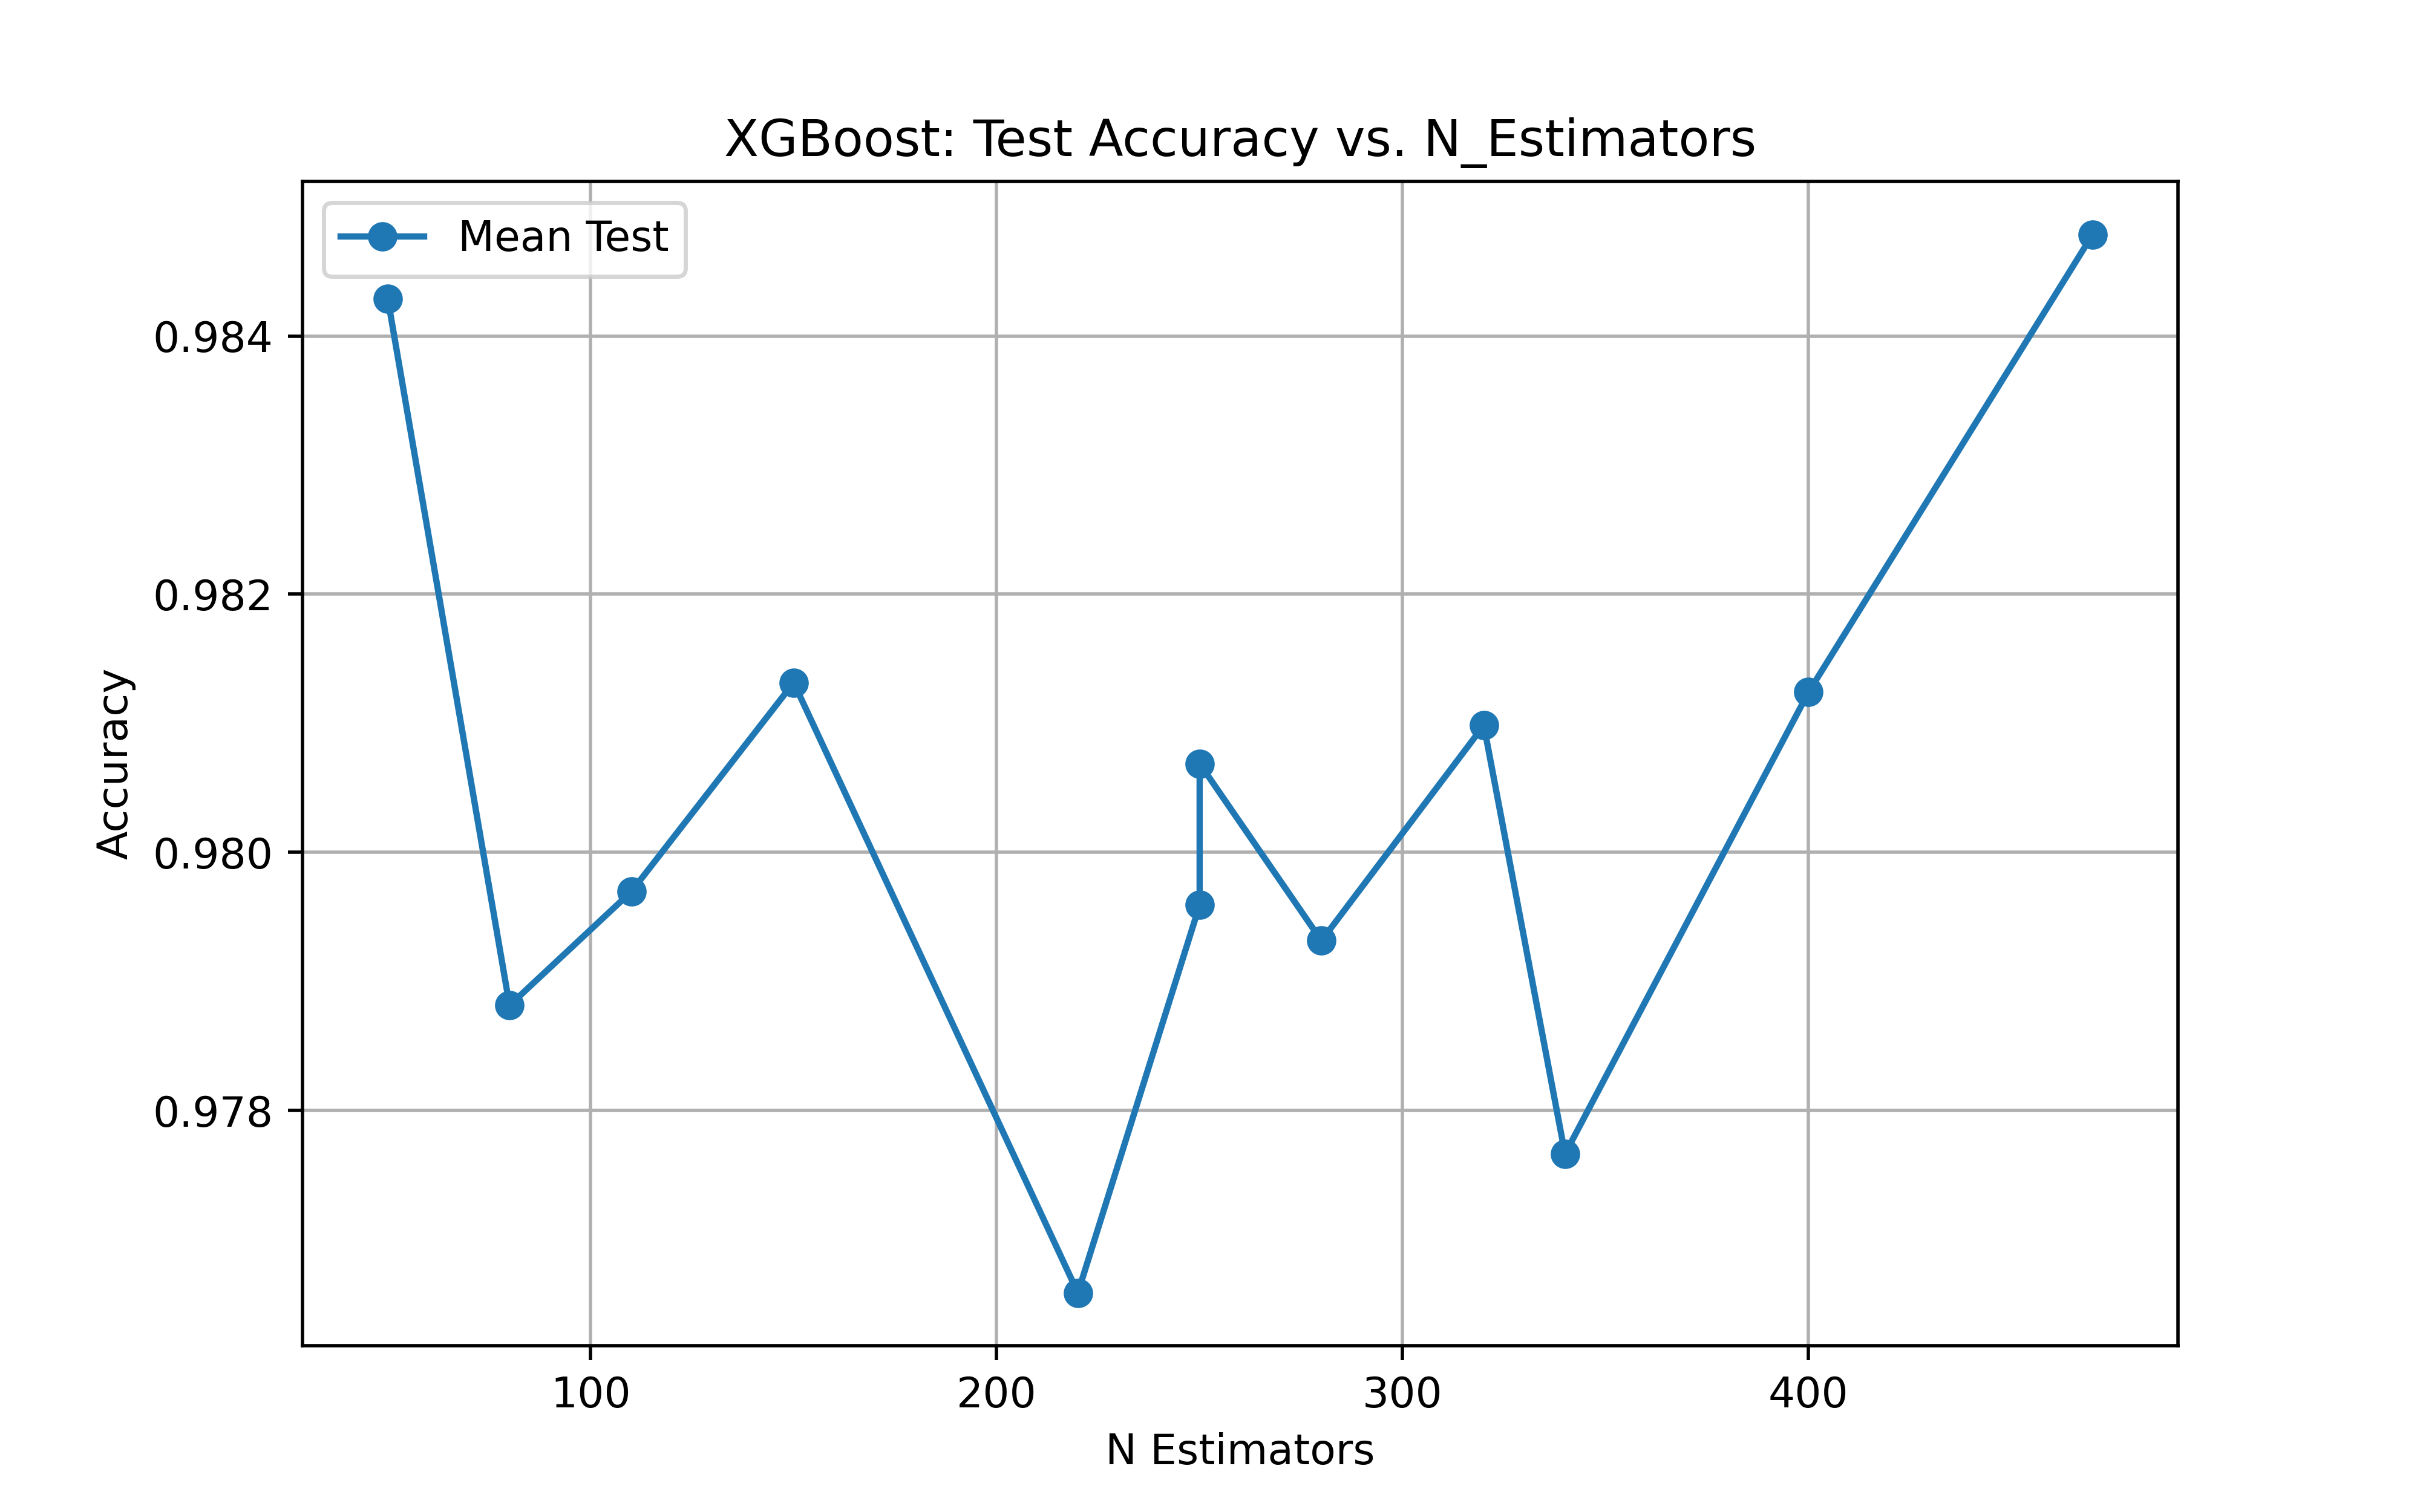 XGBoost: Test Accuracy vs. N_Estimators
Mean Test
0.984
0.982
0.980
0.978
Accuracy
100
200
300
400
N Estimators